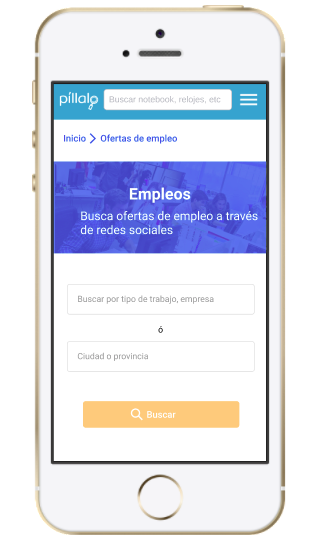 pillalo
Buscar notebook, relojes, etc
Inicio > Ofertas de empleo
Empleos
Busca ofertas de empleo a través
de redes sociales
Buscar por tipo de trabajo, empresa
ó
Ciudad o provincia
Buscar